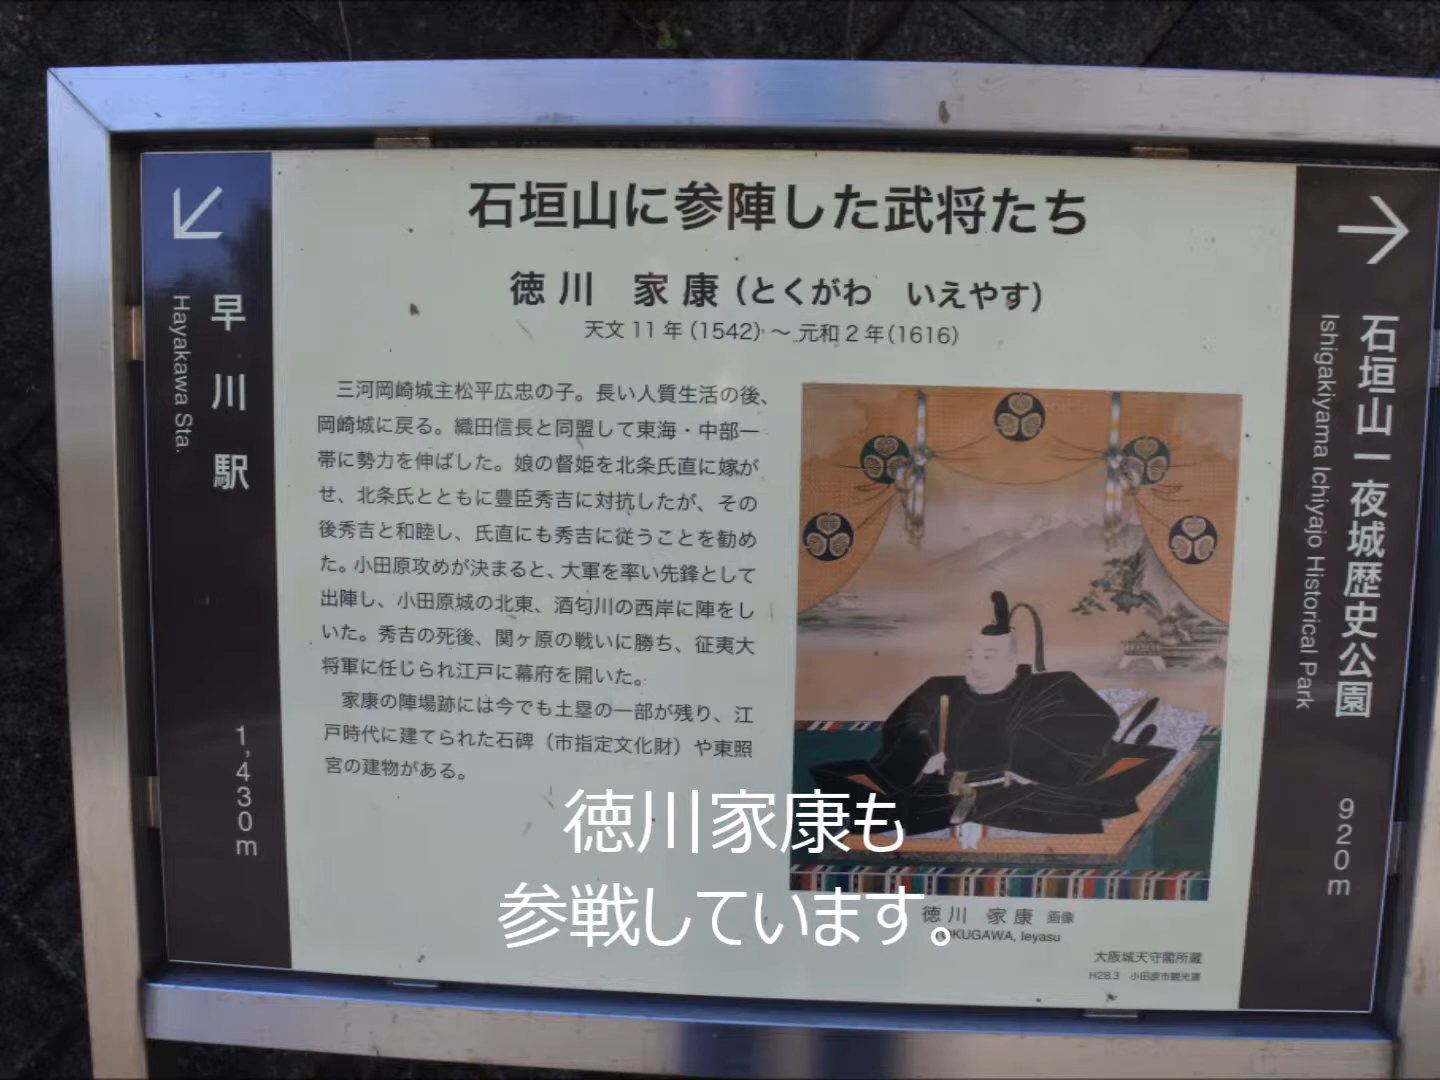 石垣山に参陣した武将たち
徳川 家康（とくがわ いえやす）
天文11年（1542）～元和2年（1616）
三河岡崎城主松平広忠の子。長い人質生活の後、
岡崎城に戻る。織田信長と同盟して東海・中部一
帯に勢力を伸ばした。娘の督姫を北条氏直に嫁が
せ、北条氏とともに豊臣秀吉に対抗したが、その
後秀吉と和睦し、氏直にも秀吉に従うことを勧め
た。小田原攻めが決まると、大軍を率い先鋒として
出陣し、小田原城の北東、酒匂川の西岸に陣をし
いた。秀吉の死後、関ヶ原の戦いに勝ち、征夷大
将軍に任じられ江戸に幕府を開いた。
家康の陣場跡には今でも土塁の一部が残り、江
戸時代に建てられた石碑（市指定文化財）や東照
宮の建物がある。
徳川 家康 画像
TOKUGAWA, Ieyasu
大阪城天守閣所蔵
H28.3 小田原市観光課
早川駅
Hayakawa Sta.
1,430m
石垣山一夜城歴史公園
Ishigakiyama Ichiyajo Historical Park
920m
徳川家康も
参戦しています。